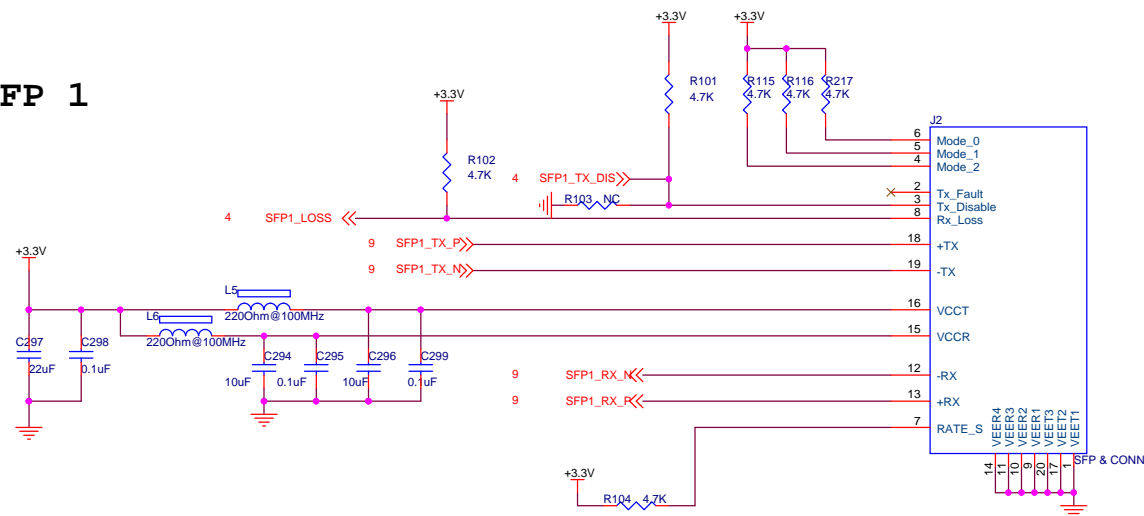 +3.3V
+3.3V
FP 1
R101
4.7K
R115
4.7K
R116
4.7K
R217
4.7K
+3.3V
J2
6
Mode_0
5
Mode_1
4
Mode_2
R102
4.7K
4 SFP1_TX_DIS
2
Tx_Fault
R103 NC
3
Tx_Disable
4 SFP1_LOSS
8
Rx_Loss
9 SFP1_TX_P
18
+TX
+3.3V
9 SFP1_TX_N
19
-TX
L5
220Ohm@100MHz
16
VCCT
L6
220Ohm@100MHz
15
VCCR
C297
22uF
C298
0.1uF
C294
10uF
C295
0.1uF
C296
10uF
C299
0.1uF
9 SFP1_RX_N
12
-RX
9 SFP1_RX_P
13
+RX
7
RATE_S
VEER4
VEER3
VEER2
VEER1
VEET3
VEET2
VEET1
SFP & CONN
14
11
10
9
20
17
1
+3.3V
R104 4.7K